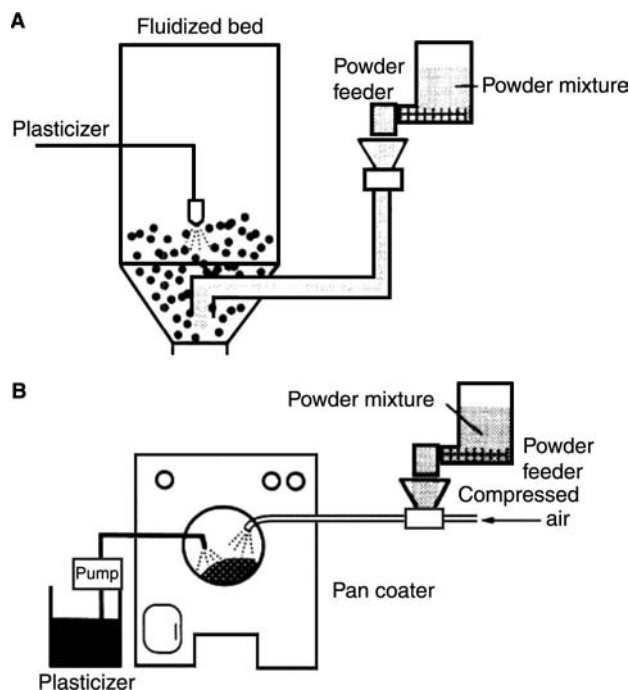 A
Fluidized bed
Powder
feeder
Powder mixture
Plasticizer
B
Powder mixture
Powder
feeder
Compressed
air
Pump
Pan coater
Plasticizer